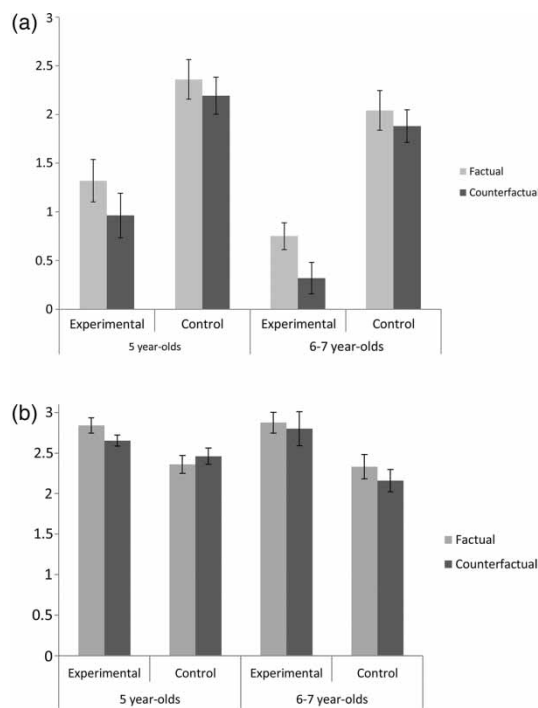 (a)
3
2.5
2
1.5
1
0.5
0
Factual
Counterfactual
Experimental Control Experimental Control
5 year-olds 6-7 year-olds
(b)
3
2.5
2
1.5
1
0.5
0
Factual
Counterfactual
Experimental Control Experimental Control
5 year-olds 6-7 year-olds